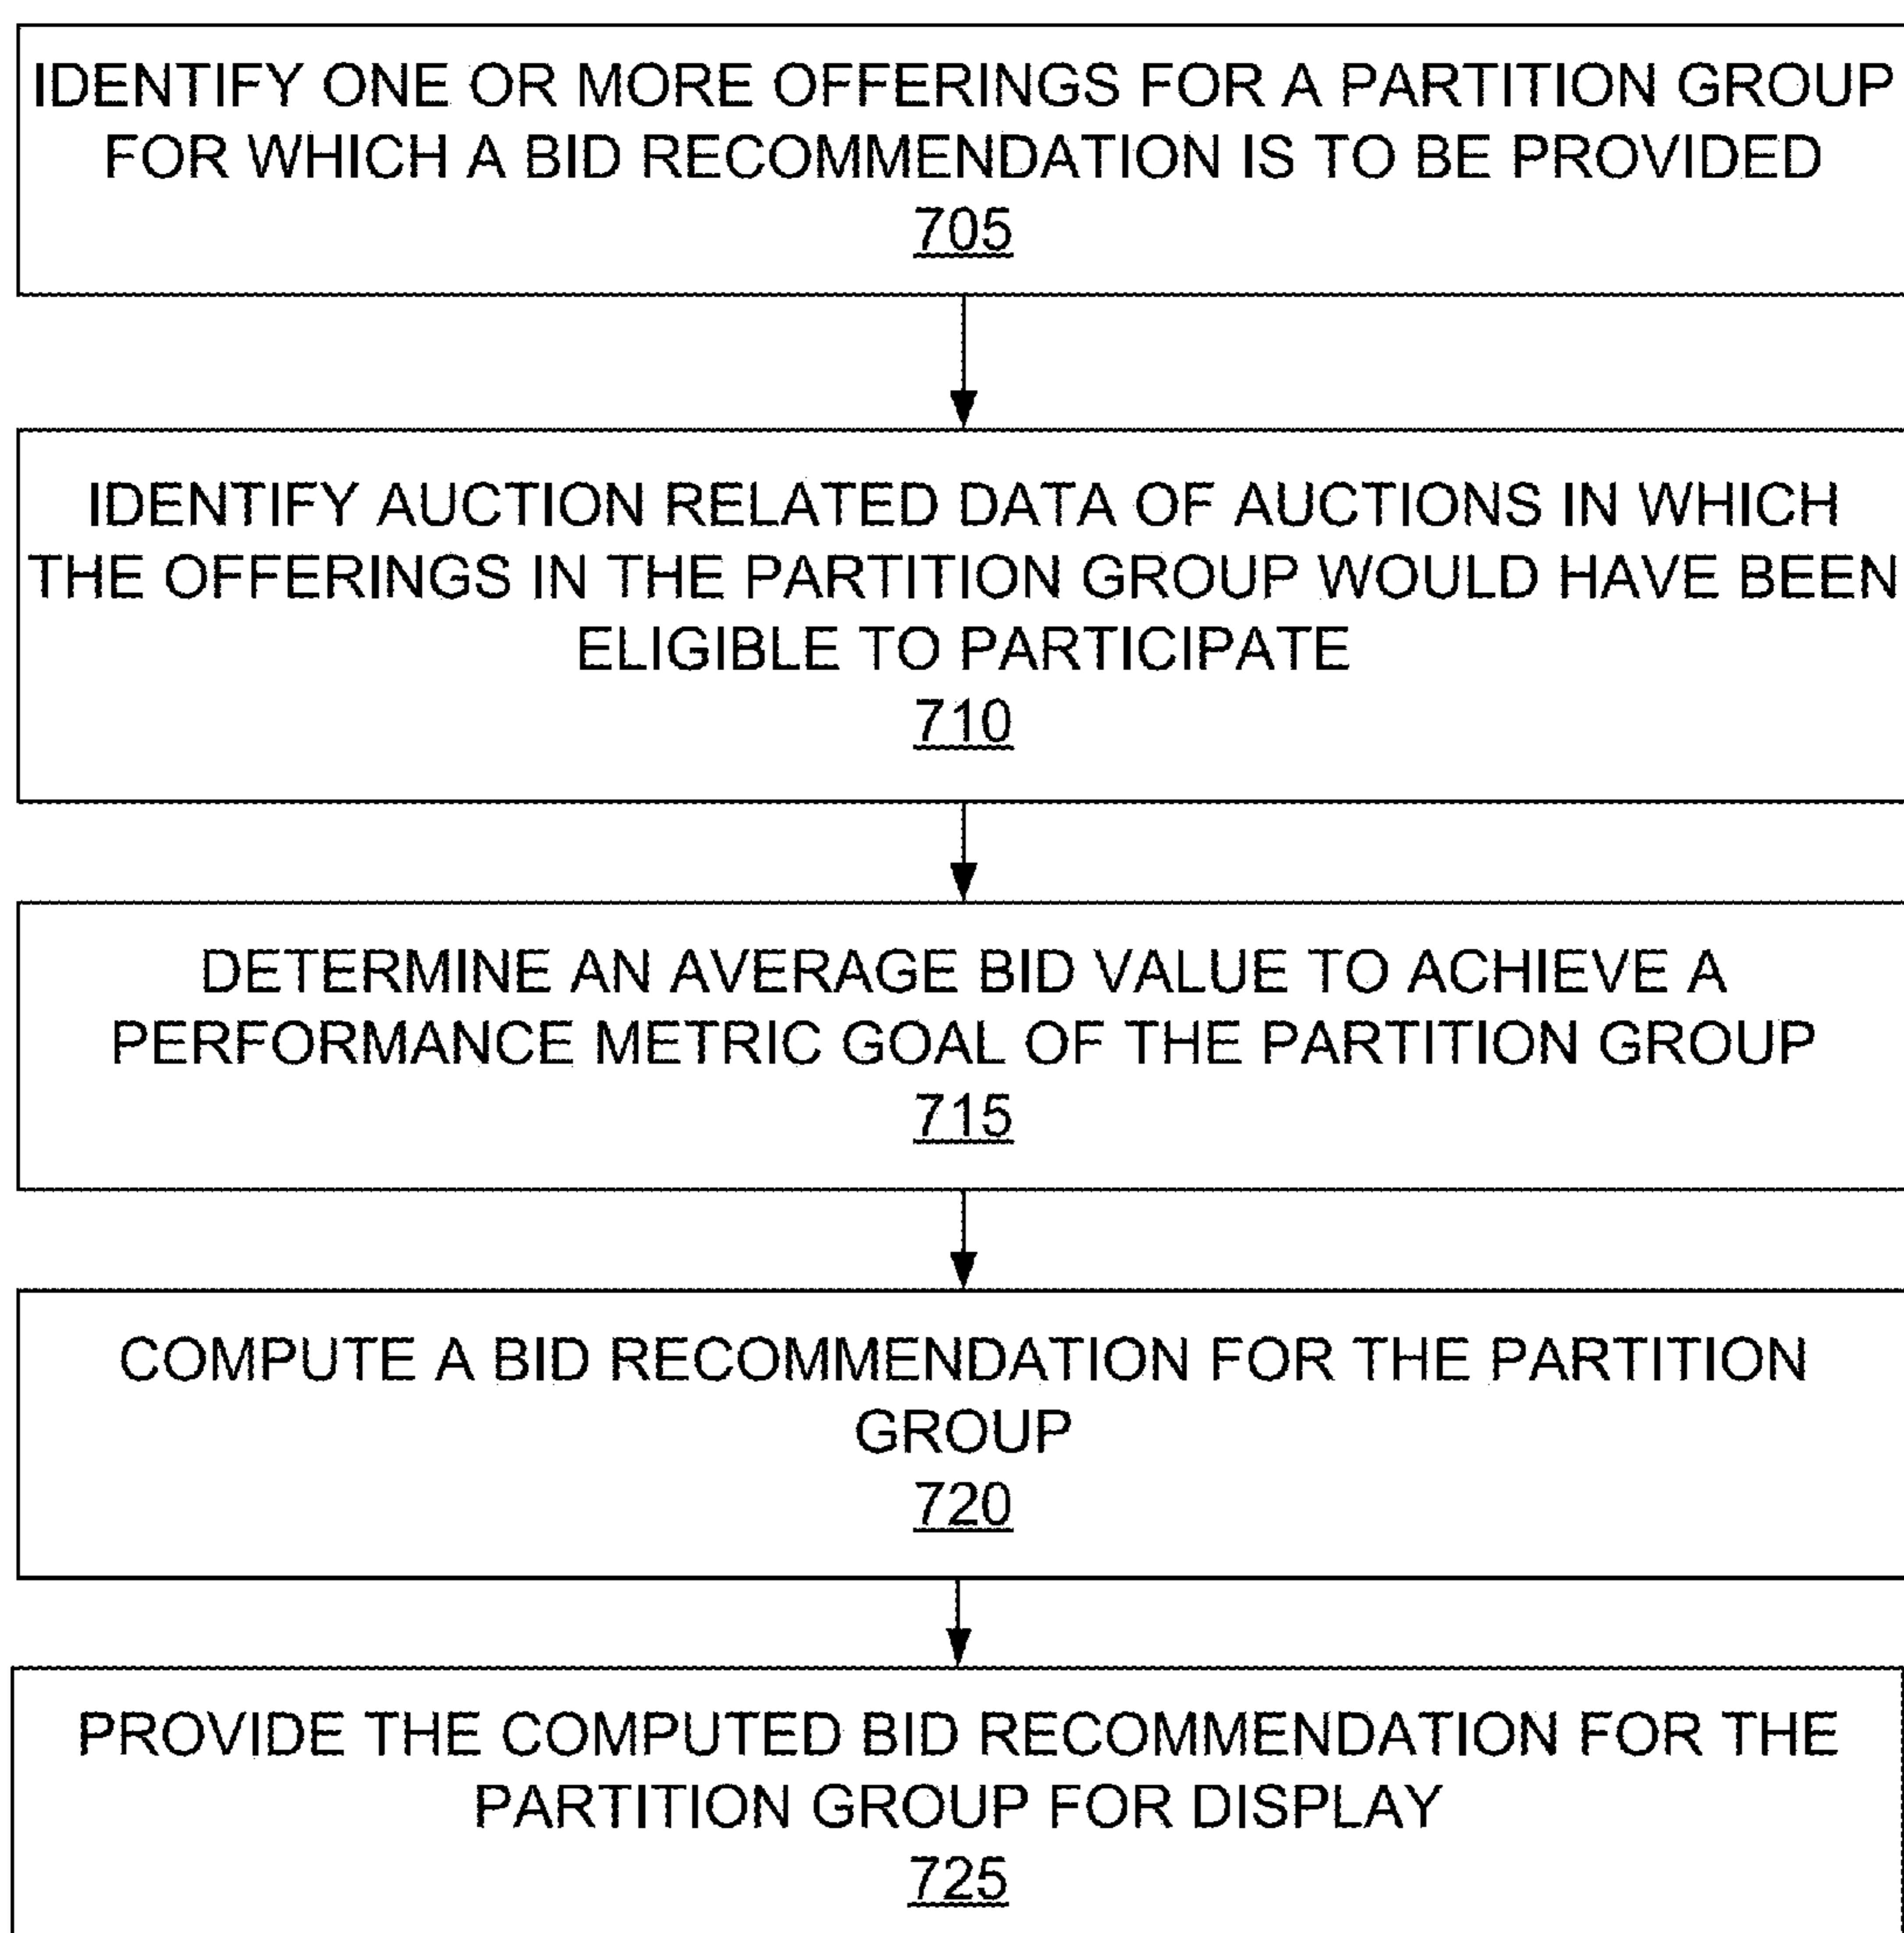 IDENTIFY ONE OR MORE OFFERINGS FOR A PARTITION GROUP
FOR WHICH A BID RECOMMENDATION IS TO BE PROVIDED
705
IDENTIFY AUCTION RELATED DATA OF AUCTIONS IN WHICH
THE OFFERINGS IN THE PARTITION GROUP WOULD HAVE BEEN
ELIGIBLE TO PARTICIPATE
710
DETERMINE AN AVERAGE BID VALUE TO ACHIEVE A
PERFORMANCE METRIC GOAL OF THE PARTITION GROUP
715
COMPUTE A BID RECOMMENDATION FOR THE PARTITION
GROUP
720
PROVIDE THE COMPUTED BID RECOMMENDATION FOR THE
PARTITION GROUP FOR DISPLAY
725